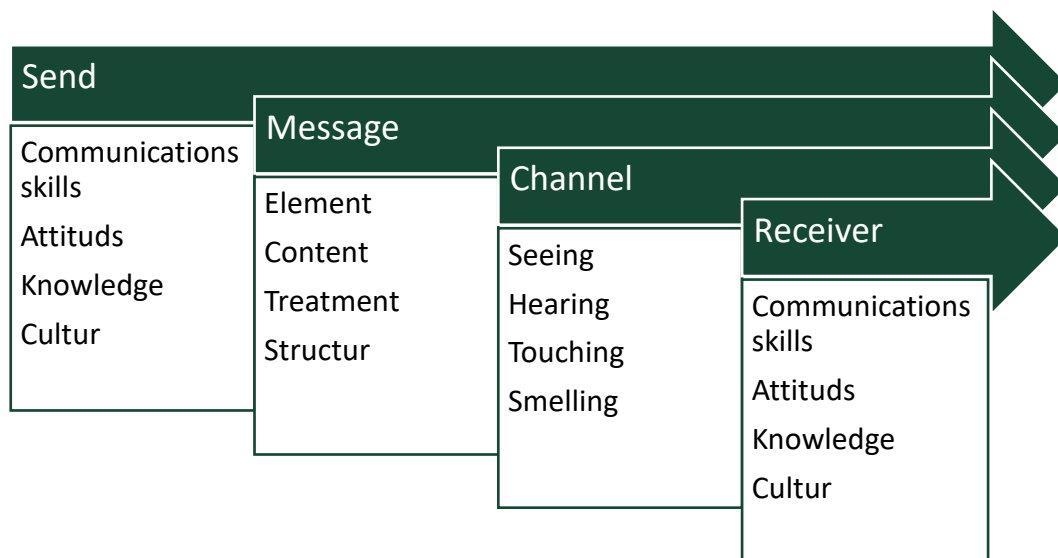 Send
Communications
skills
Attituds
Knowledge
Cultur
Message
Element
Content
Treatment
Structur
Channel
Seeing
Hearing
Touching
Smelling
Receiver
Communications
skills
Attituds
Knowledge
Cultur